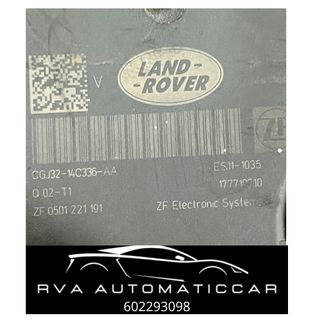 V
LAND-
-ROVER
ZF
CGJ32-14C336-AA
ES11-1035
Q 02-T1
ZF 0501 221 191
ZF Electronic Systems
RVA AUTOMATICCAR
602293098